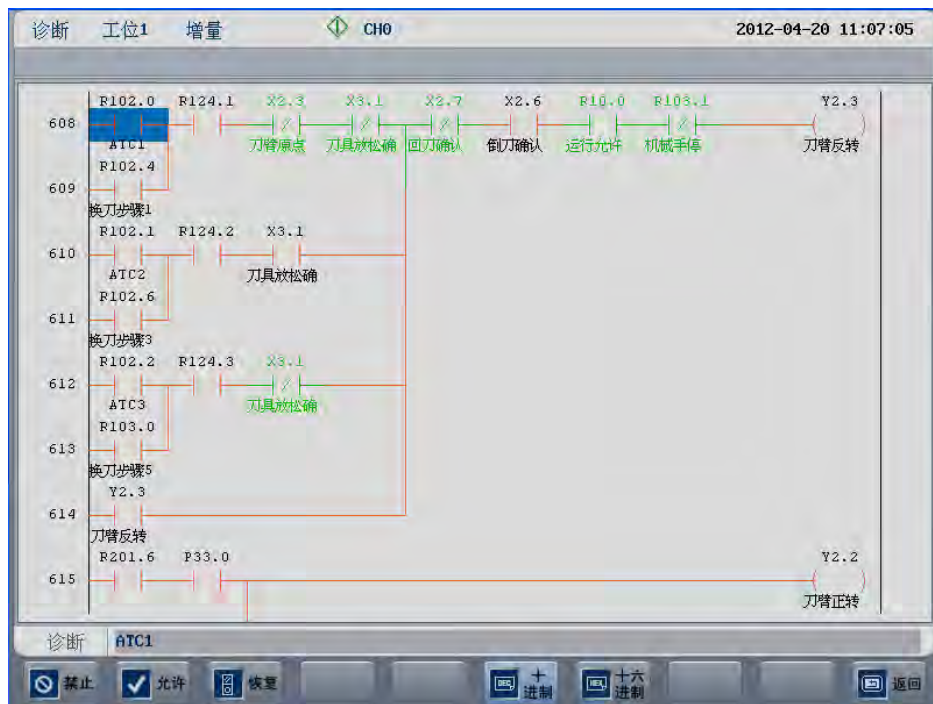 诊断 工位1 增量 CH0 2012-04-20 11:07:05
R102.0 R124.1 X2.3 X3.1 X2.7 X2.6 R10.0 R103.1 Y2.3
608
ATC1 刀臂原点 刀具放松确 回刀确认 倒刀确认 运行允许 机械手停 刀臂反转
R102.4
609
换刀步骤1
R102.1 R124.2 X3.1
610
ATC2 刀具放松确
R102.6
611
换刀步骤3
R102.2 R124.3 X3.1
612
ATC3 刀具放松确
R103.0
613
换刀步骤5
Y2.3
614
刀臂反转
R201.6 P33.0 Y2.2
615
刀臂正转
诊断 ATC1
禁止 允许 恢复 DEC 十进制 HEX 十六进制 返回